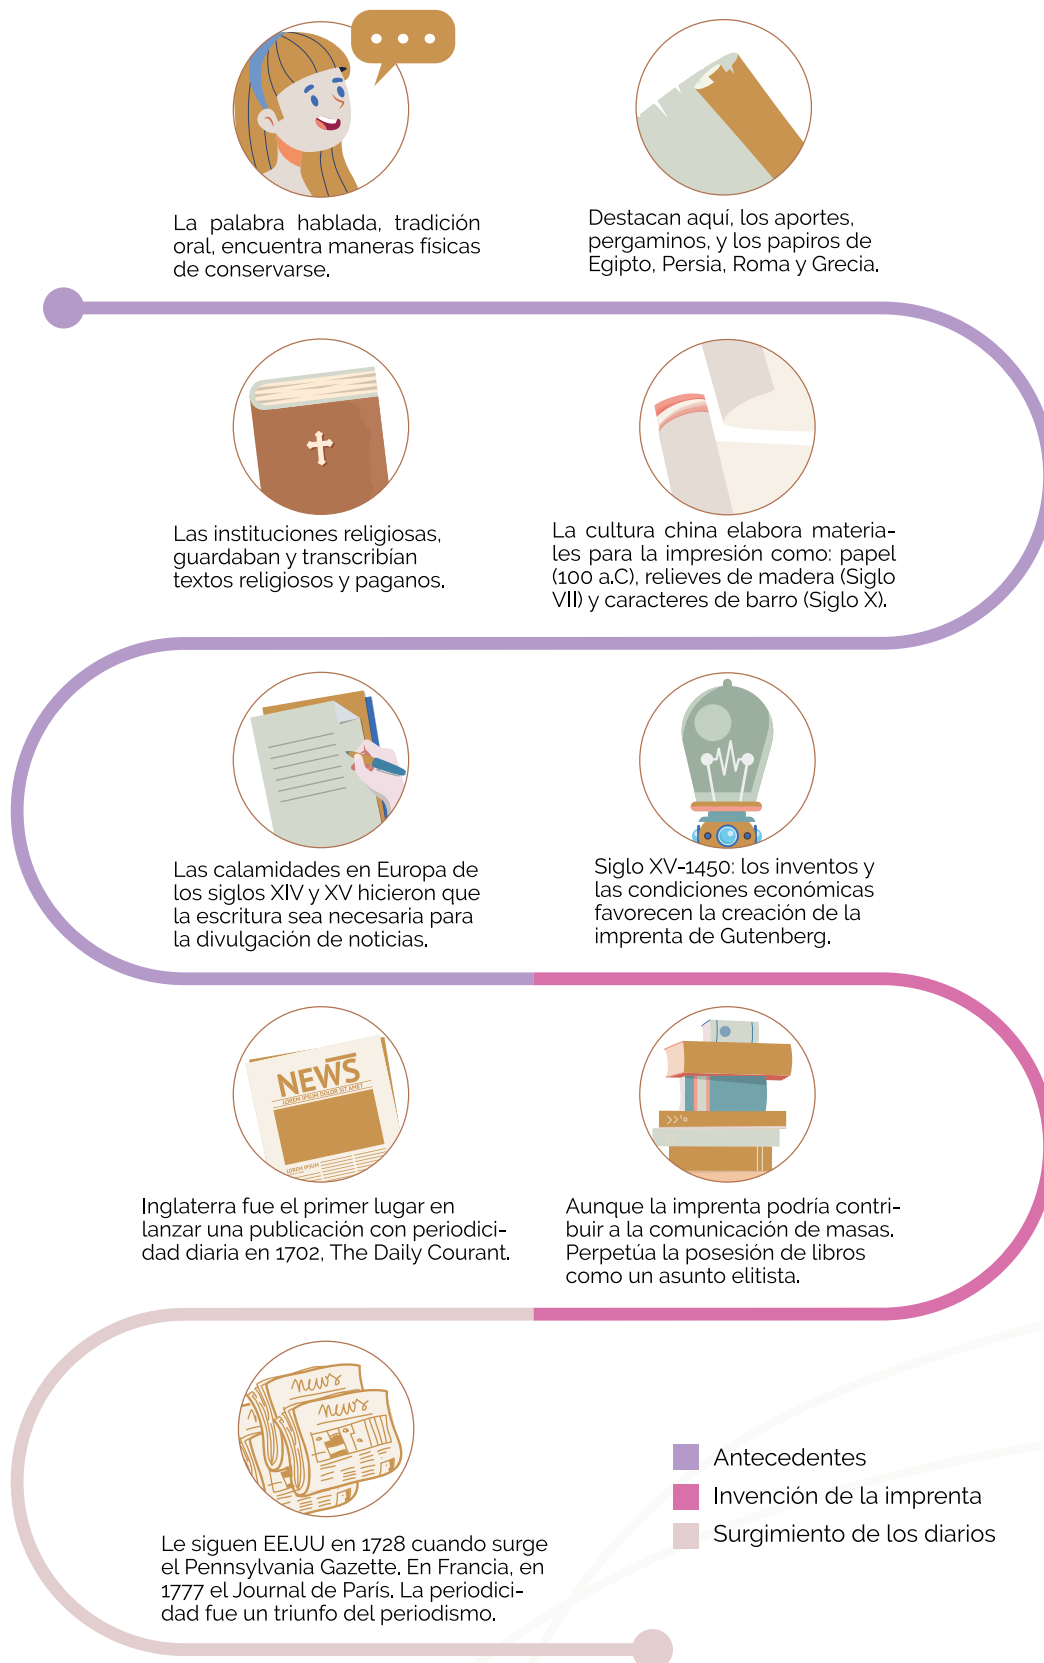 La palabra hablada, tradición
oral, encuentra maneras físicas
de conservarse.
Destacan aquí, los aportes,
pergaminos, y los papiros de
Egipto, Persia, Roma y Grecia.
La cultura china elabora materia-
les para la impresión como: papel
(100 a.C), relieves de madera (Siglo
VII) y caracteres de barro (Siglo X).
Las instituciones religiosas,
guardaban y transcribían
textos religiosos y paganos.
Las calamidades en Europa de
los siglos XIV y XV hicieron que
la escritura sea necesaria para
la divulgación de noticias.
Siglo XV-1450: los inventos y
las condiciones económicas
favorecen la creación de la
imprenta de Gutenberg.
Aunque la imprenta podría contri-
buir a la comunicación de masas.
Perpetúa la posesión de libros
como un asunto elitista.
NEWS
LOREM IPSUM DOLOR SIT AMET
LOREM IPSUM
Inglaterra fue el primer lugar en
lanzar una publicación con periodici-
dad diaria en 1702, The Daily Courant.
news
news
Le siguen EE.UU en 1728 cuando surge
el Pennsylvania Gazette. En Francia, en
1777 el Journal de París. La periodici-
dad fue un triunfo del periodismo.
Antecedentes
Invención de la imprenta
Surgimiento de los diarios